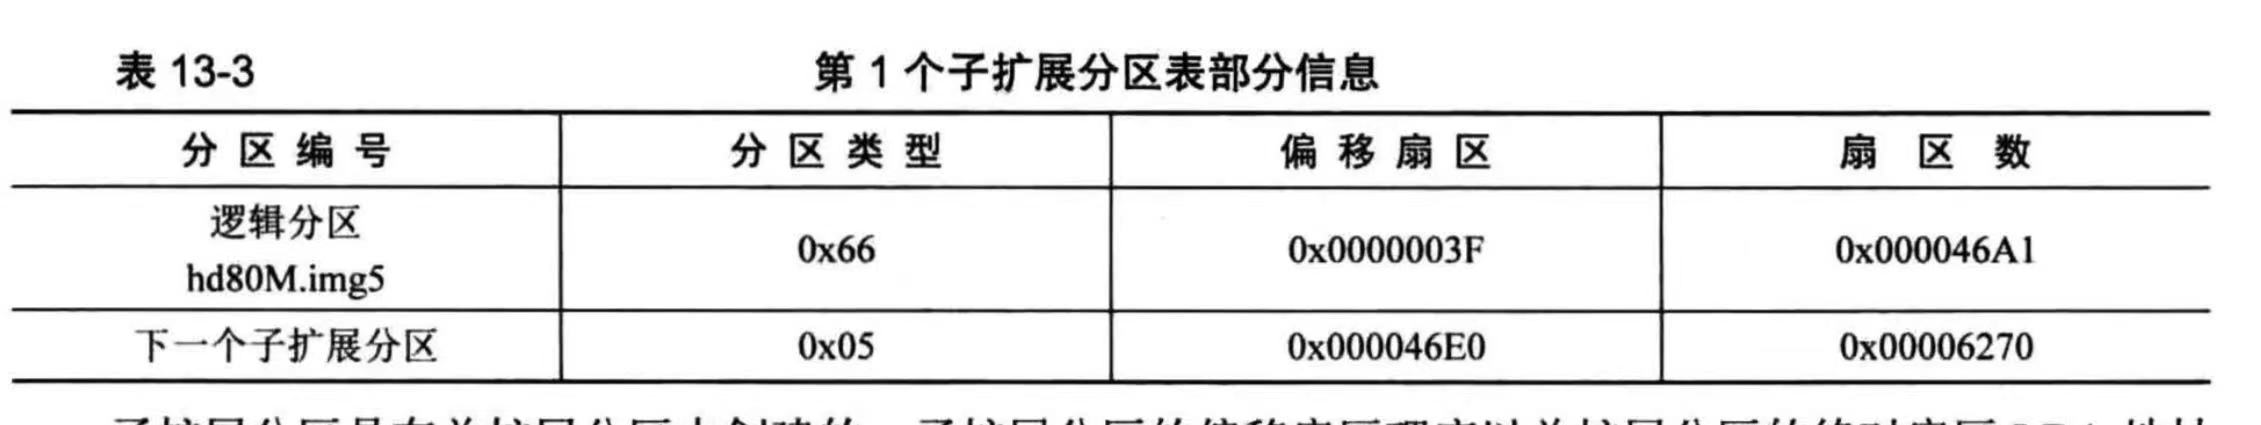 表 13-3 第 1 个子扩展分区表部分信息
分区编号 分区类型 偏移扇区 扇区数
逻辑分区
hd80M.img5 0x66 0x0000003F 0x000046A1
下一个子扩展分区 0x05 0x000046E0 0x00006270